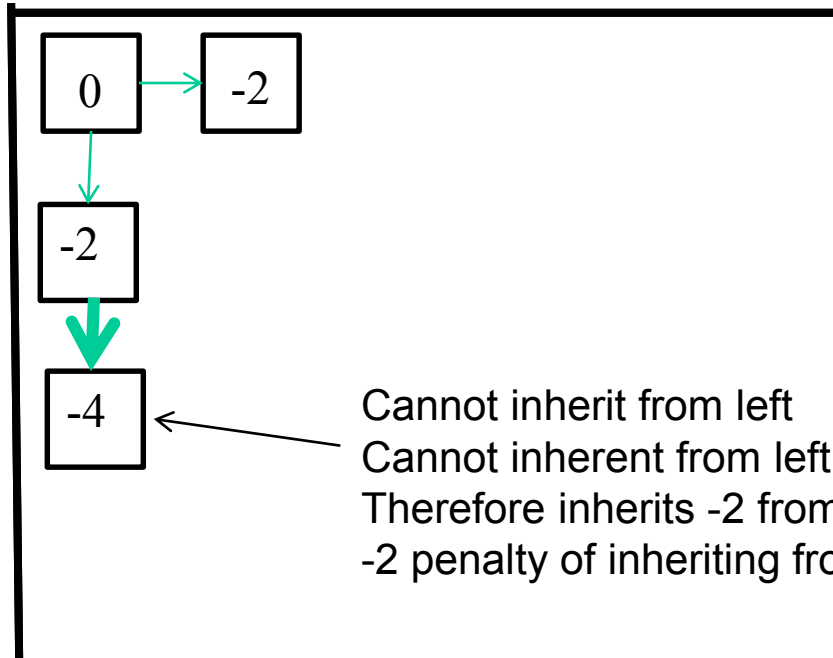 0 -2
-2
-4
Cannot inherit from left
Cannot inherent from left
Therefore inherits -2 from
-2 penalty of inheriting